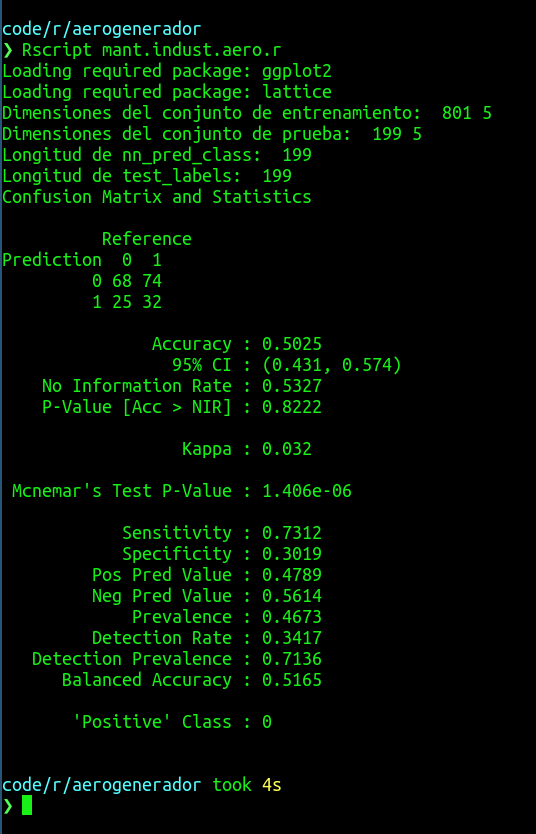 code/r/aerogenerador
❯ Rscript mant.indust.aero.r
Loading required package: ggplot2
Loading required package: lattice
Dimensiones del conjunto de entrenamiento:  801 5
Dimensiones del conjunto de prueba:  199 5
Longitud de nn_pred_class:  199
Longitud de test_labels:  199
Confusion Matrix and Statistics

          Reference
Prediction  0  1
         0 68 74
         1 25 32

               Accuracy : 0.5025
                 95% CI : (0.431, 0.574)
    No Information Rate : 0.5327
    P-Value [Acc > NIR] : 0.8222

                  Kappa : 0.032

 Mcnemar's Test P-Value : 1.406e-06

            Sensitivity : 0.7312
            Specificity : 0.3019
         Pos Pred Value : 0.4789
         Neg Pred Value : 0.5614
             Prevalence : 0.4673
         Detection Rate : 0.3417
   Detection Prevalence : 0.7136
      Balanced Accuracy : 0.5165

       'Positive' Class : 0

code/r/aerogenerador took 4s
❯